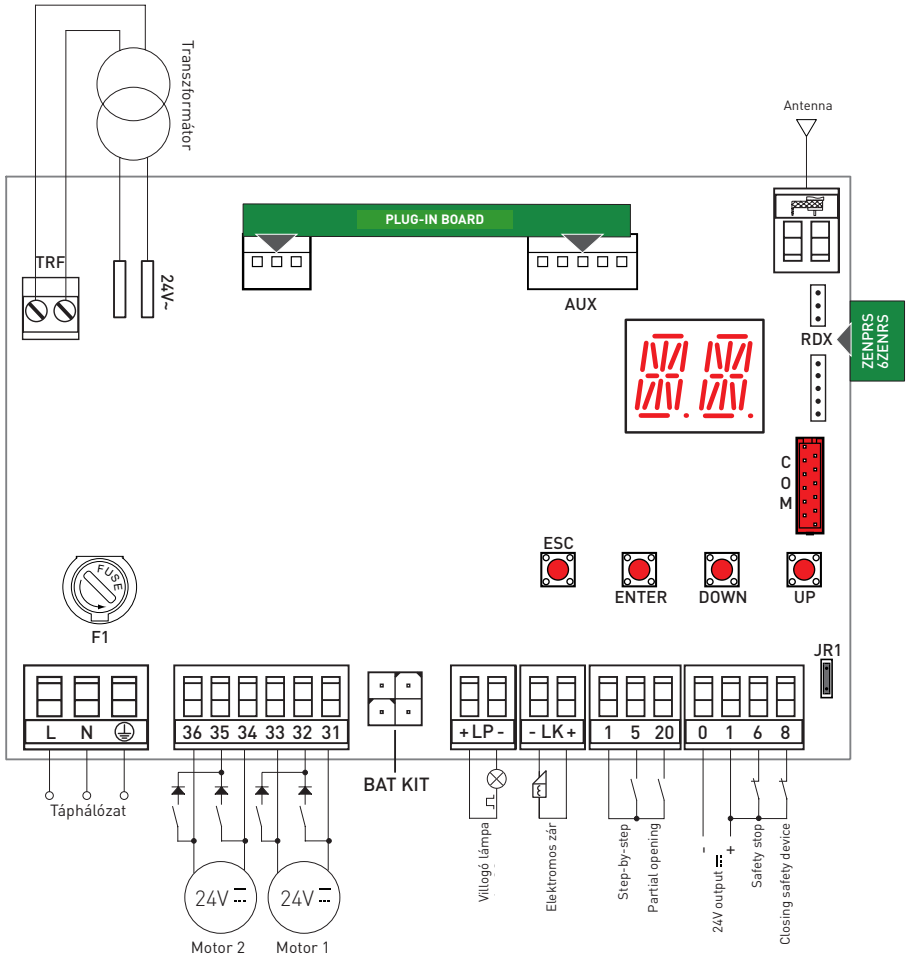 Transzformátor
Antenna
PLUG-IN BOARD
TRF
24V~
AUX
RDX
ZENPRS
6ZENRS
COM
ESC
ENTER
DOWN
UP
FUSE
F1
JR1
L N
36 35 34 33 32 31
BAT KIT
+ LP -
- LK +
1 5 20
0 1 6 8
Táphálózat
24V
24V
Motor 2
Motor 1
Villogó lámpa
Elektromos zár
Step-by-step
Partial opening
- +
24V output
Safety stop
Closing safety device